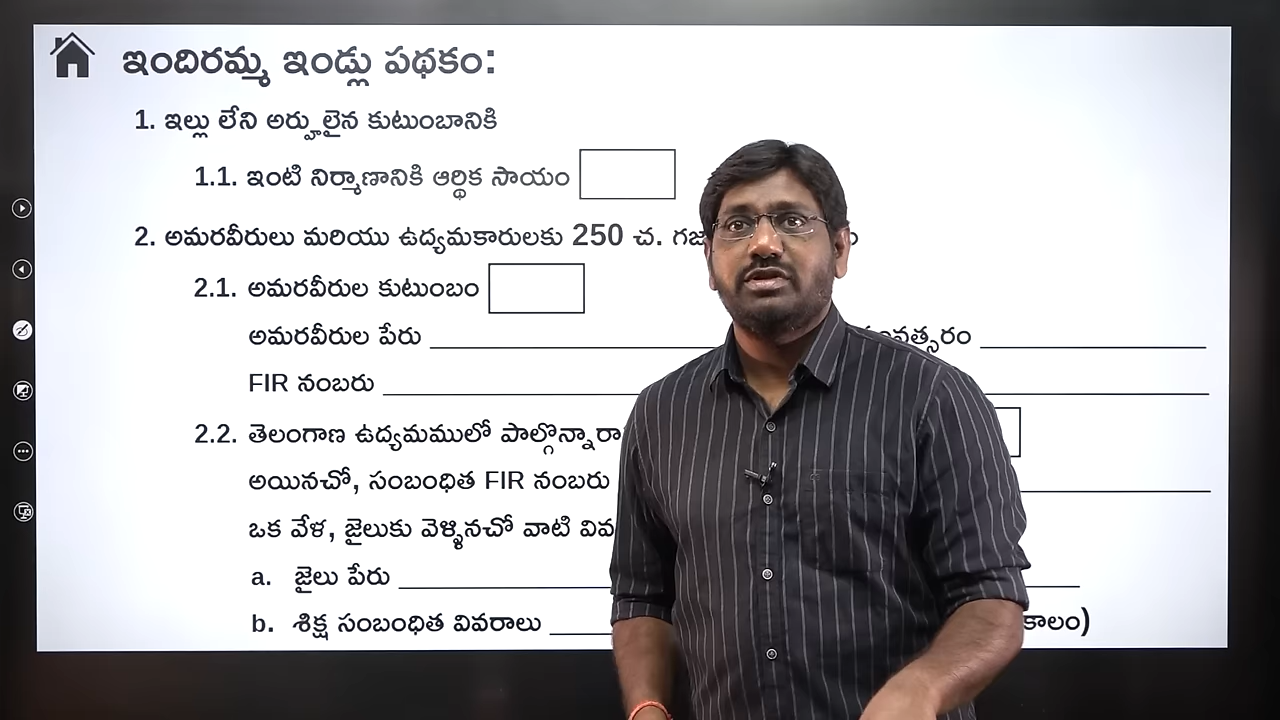 ఇందిరమ్మ ఇండ్లు పథకం:
1. ఇల్లు లేని అర్హులైన కుటుంబానికి
1.1. ఇంటి నిర్మాణానికి ఆర్థిక సాయం
2. అమరవీరులు మరియు ఉద్యమకారులకు 250 చ.
2.1. అమరవీరుల కుటుంబం
అమరవీరుల పేరు
FIR నంబరు
2.2. తెలంగాణ ఉద్యమములో
అయినచో, సంబంధిత FIR నంబరు
ఒక వేళ, జైలుకు వెళ్ళినచో వాటి
a. జైలు పేరు
b. శిక్ష సంబంధిత వివరాలు